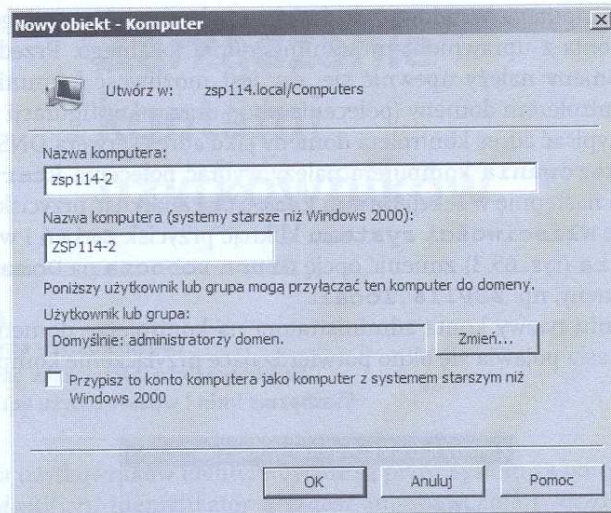 Nowy obiekt - Komputer
Utwórz w: zsp114.local/Computers
Nazwa komputera:
zsp114-2
Nazwa komputera (systemy starsze niż Windows 2000):
ZSP114-2
Poniższy użytkownik lub grupa mogą przyłączać ten komputer do domeny.
Użytkownik lub grupa:
Domyślnie: administratorzy domen.
Zmień...
Przypisz to konto komputera jako komputer z systemem starszym niż
Windows 2000
OK Anuluj Pomoc